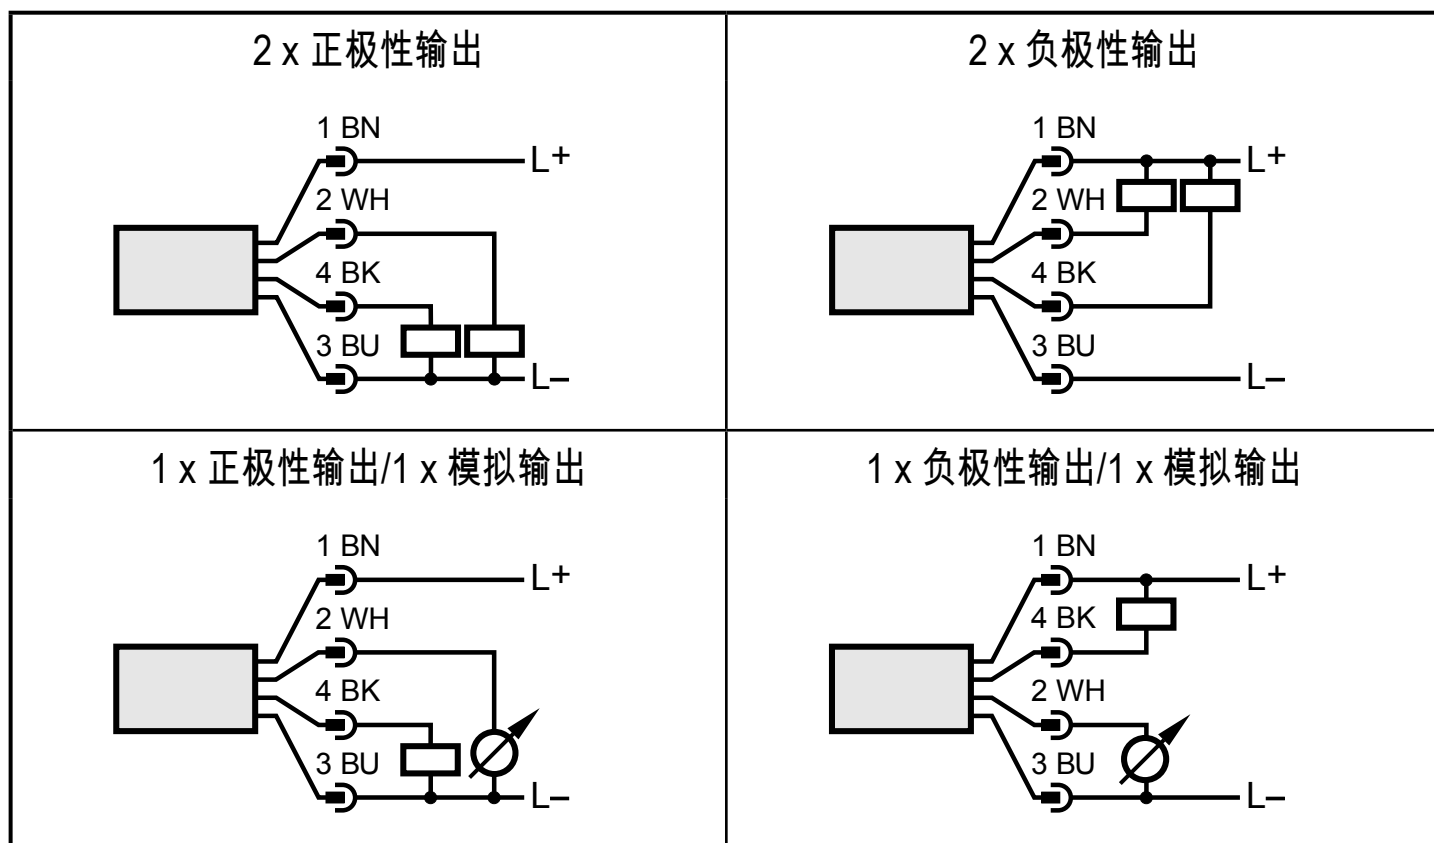 2 x 正极性输出
1 BN
L+
2 WH
4 BK
3 BU
L–
2 x 负极性输出
1 BN
L+
2 WH
4 BK
3 BU
L–
1 x 正极性输出/1 x 模拟输出
1 BN
L+
2 WH
4 BK
3 BU
L–
1 x 负极性输出/1 x 模拟输出
1 BN
L+
4 BK
2 WH
3 BU
L–